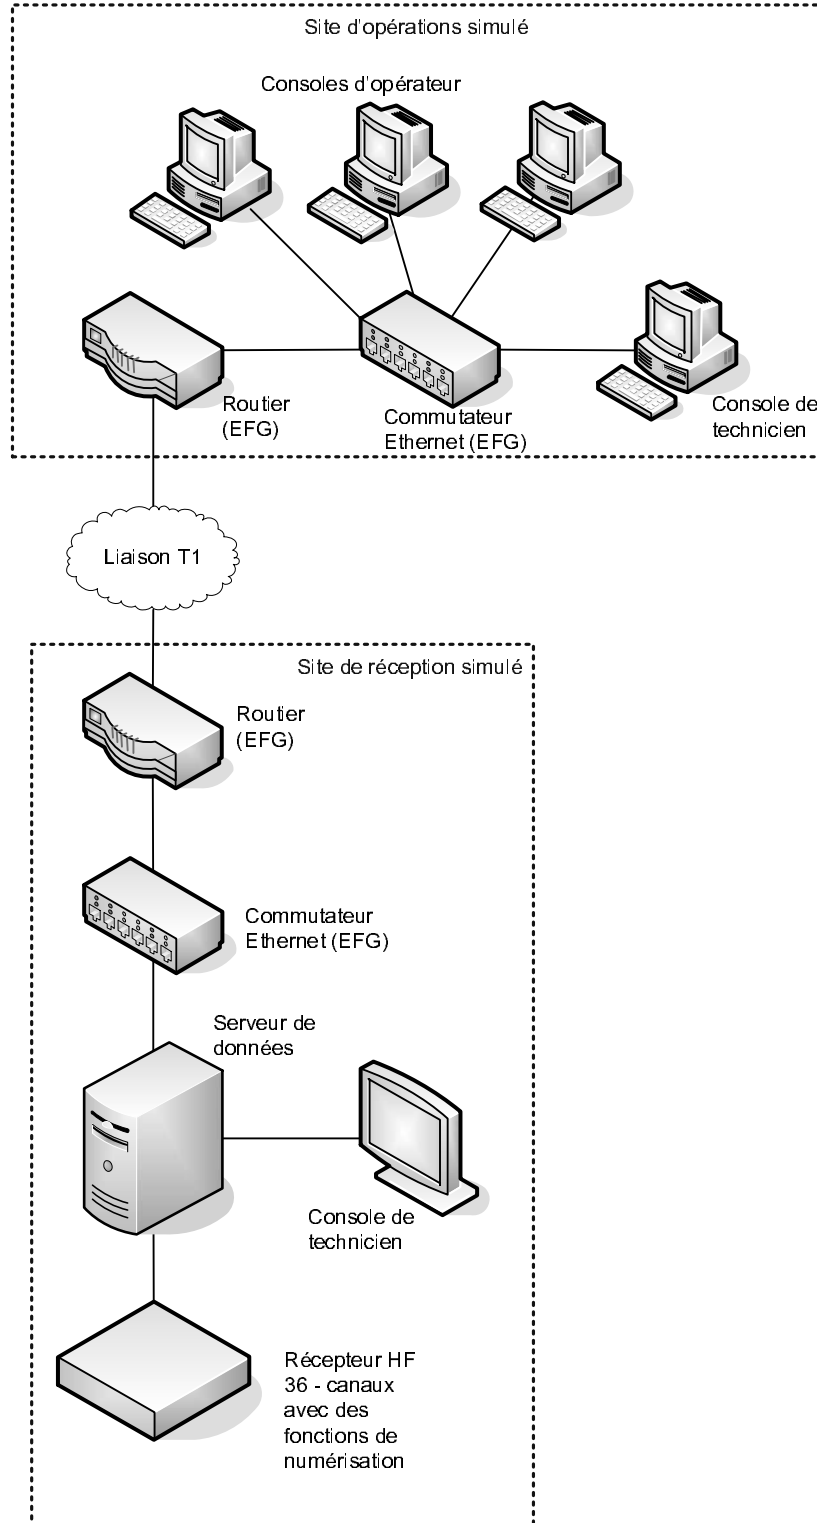 Site d'opérations simulé
Consoles d'opérateur
Routier
(EFG)
Commutateur
Ethernet (EFG)
Console de
technicien
Liaison T1
Site de réception simulé
Routier
(EFG)
Commutateur
Ethernet (EFG)
Serveur de
données
Console de
technicien
Récepteur HF
36 - canaux
avec des
fonctions de
numérisation